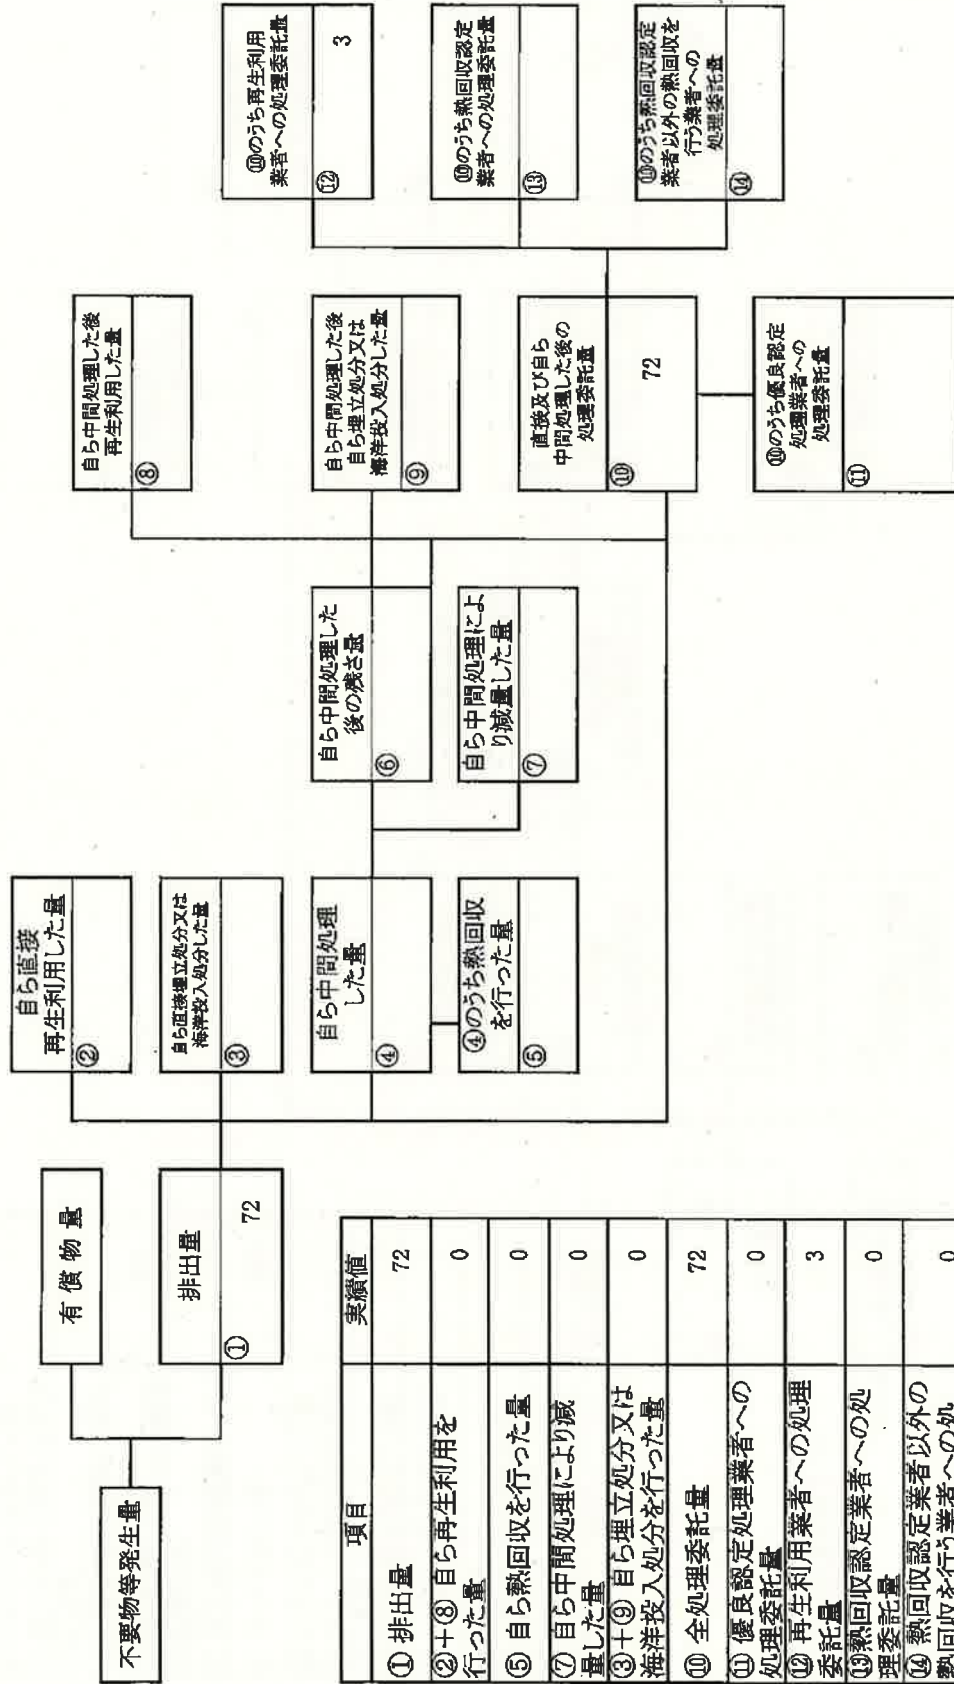 不要物等発生量
有 償 物 量
排出量
①
72
自ら直接
再生利用した量
②
自ら直接埋立処分又は
海洋投入処分した量
③
自ら中間処理
した量
④
④のうち熱回収
を行った量
⑤
自ら中間処理した
後の残さ量
⑥
自ら中間処理によ
り減量した量
⑦
自ら中間処理した後
再生利用した量
⑧
自ら中間処理した後
自ら埋立処分又は
海洋投入処分した量
⑨
直接及び自ら
中間処理した後の
処理委託量
⑩
72
⑩のうち優良認定
処理業者への
処理委託量
⑪
⑩のうち再生利用
業者への処理委託量
⑫
3
⑩のうち熱回収認定
業者への処理委託量
⑬
⑩のうち熱回収認定
業者以外の熱回収を
行う業者への
処理委託量
⑭
項目 実績値
① 排出量 72
②+⑧ 自ら再生利用を
行った量 0
⑤ 自ら熱回収を行った量 0
⑦ 自ら中間処理により減
量した量 0
③+⑨ 自ら埋立処分又は
海洋投入処分を行った量 0
⑩ 全処理委託量 72
⑪ 優良認定処理業者への
処理委託量 0
⑫ 再生利用業者への処理
委託量 3
⑬熱回収認定業者への処
理委託量 0
⑭ 熱回収認定業者以外の
熱回収を行う業者への処 0